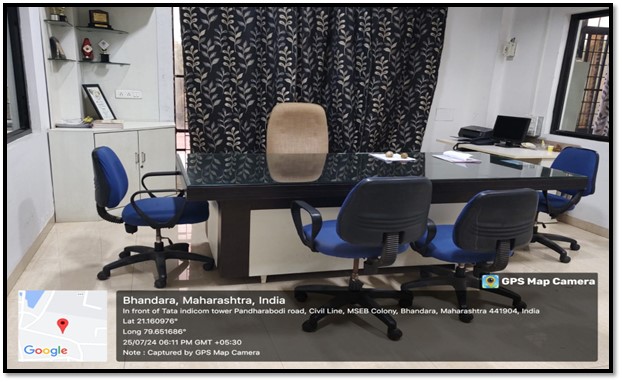 GPS Map Camera
Bhandara, Maharashtra, India
In front of Tata indicom tower Pandharabodi road, Civil Line, MSEB Colony, Bhandara, Maharashtra 441904, India
Lat 21.160976°
Long 79.651686°
25/07/24 06:11 PM GMT +05:30
Note : Captured by GPS Map Camera
Google